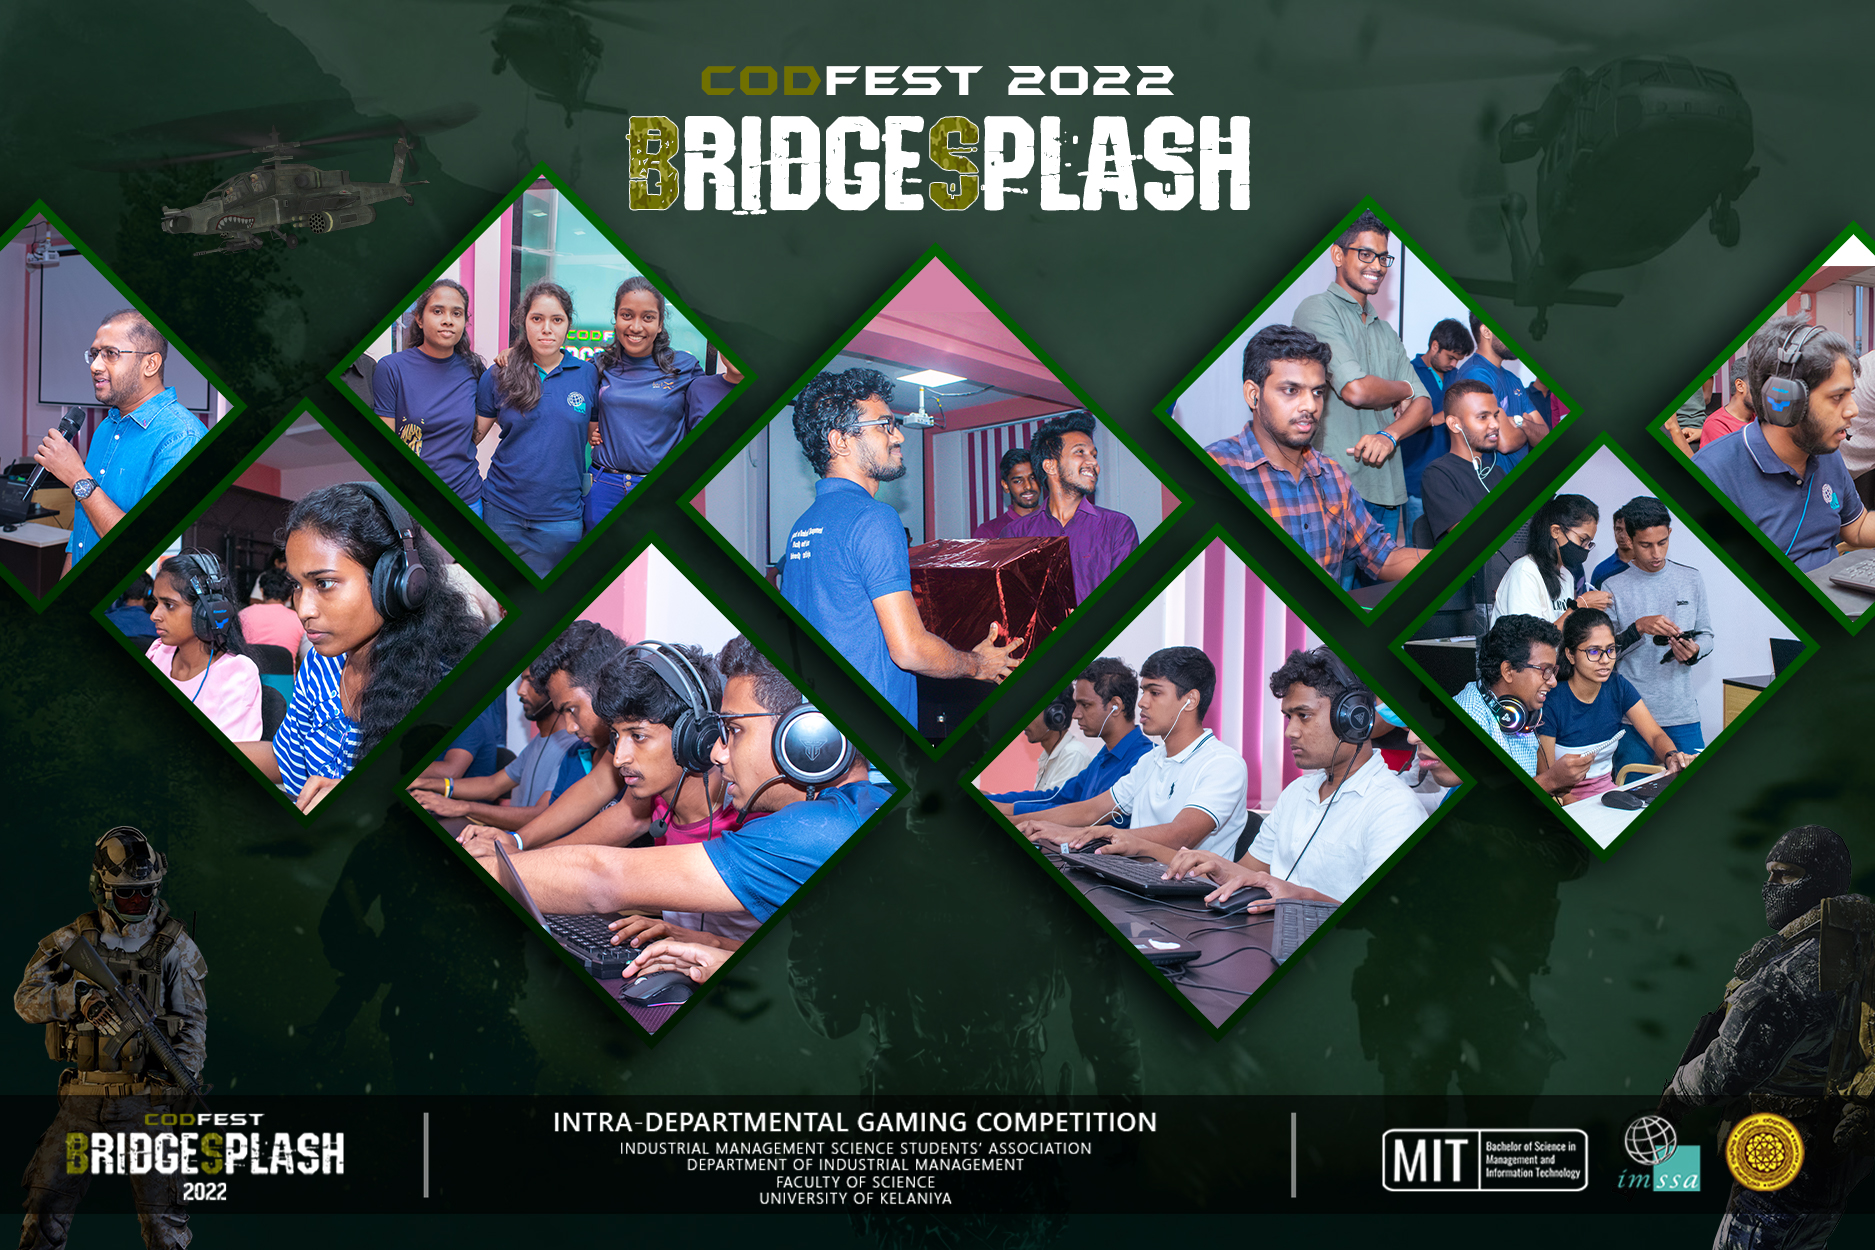 CODFEST 2022
BRIDGESPLASH
CODF
CODFEST
BRIDGESPLASH
2022
INTRA-DEPARTMENTAL GAMING COMPETITION
INDUSTRIAL MANAGEMENT SCIENCE STUDENTS' ASSOCIATION
DEPARTMENT OF INDUSTRIAL MANAGEMENT
FACULTY OF SCIENCE
UNIVERSITY OF KELANIYA
MIT
Bachelor of Science in
Management and
Information Technology
imssa